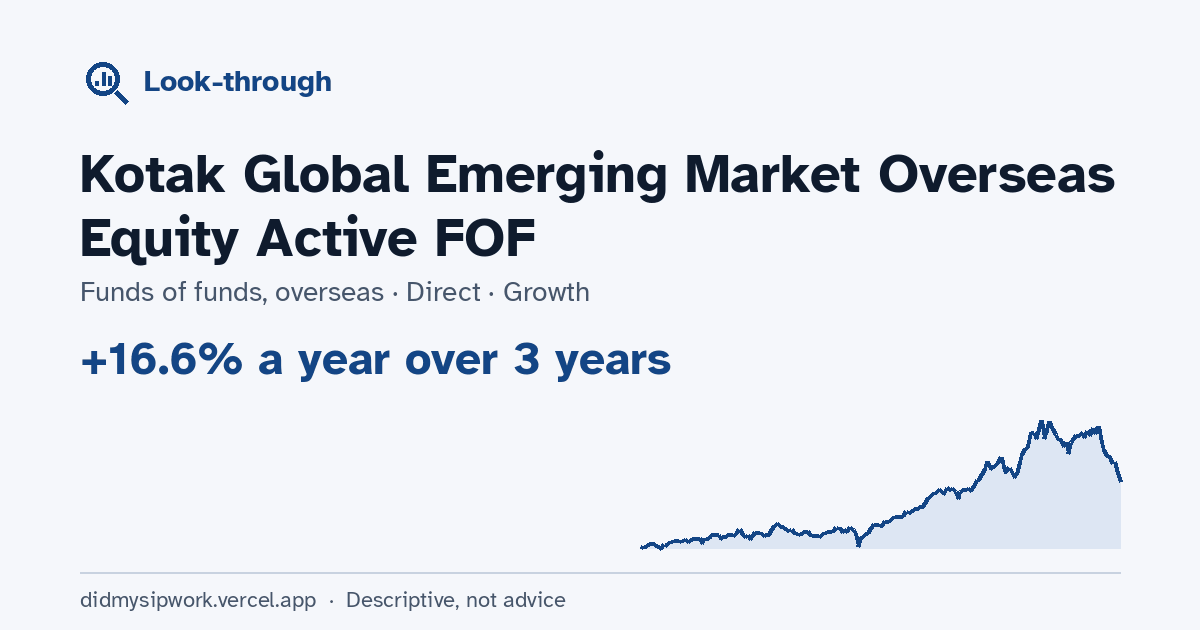 Look-through
Kotak Global Emerging Market Overseas
Equity Active FOF
Funds of funds, overseas · Direct · Growth
+16.6% a year over 3 years
didmysipwork.vercel.app · Descriptive, not advice